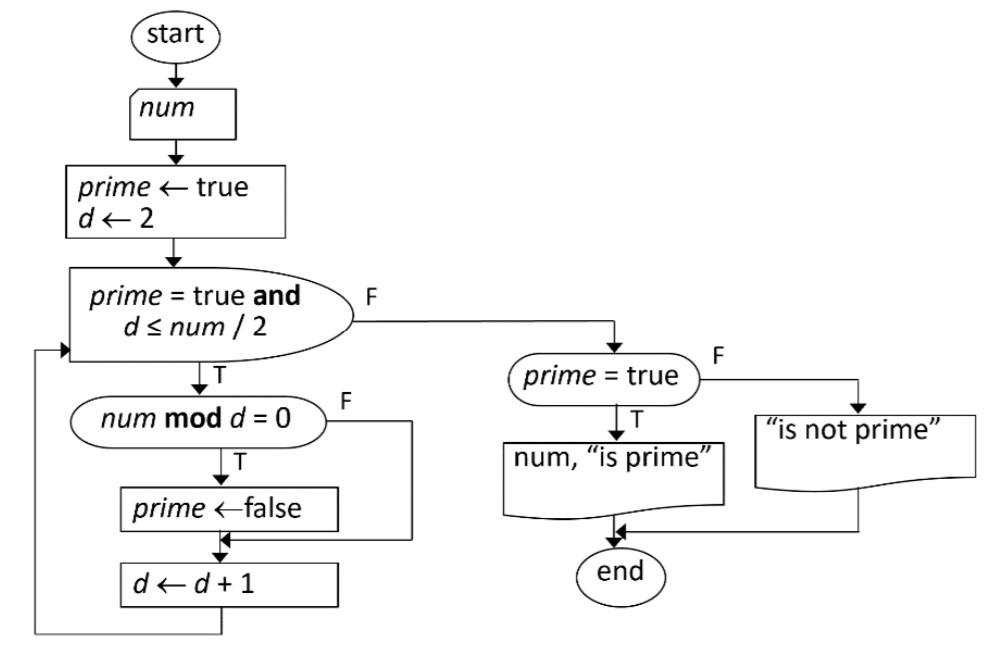 start
num
prime ← true
d ← 2
prime = true and
d ≤ num / 2
F
T
num mod d = 0
F
T
prime ←false
d ← d + 1
prime = true
F
T
num, “is prime”
“is not prime”
end